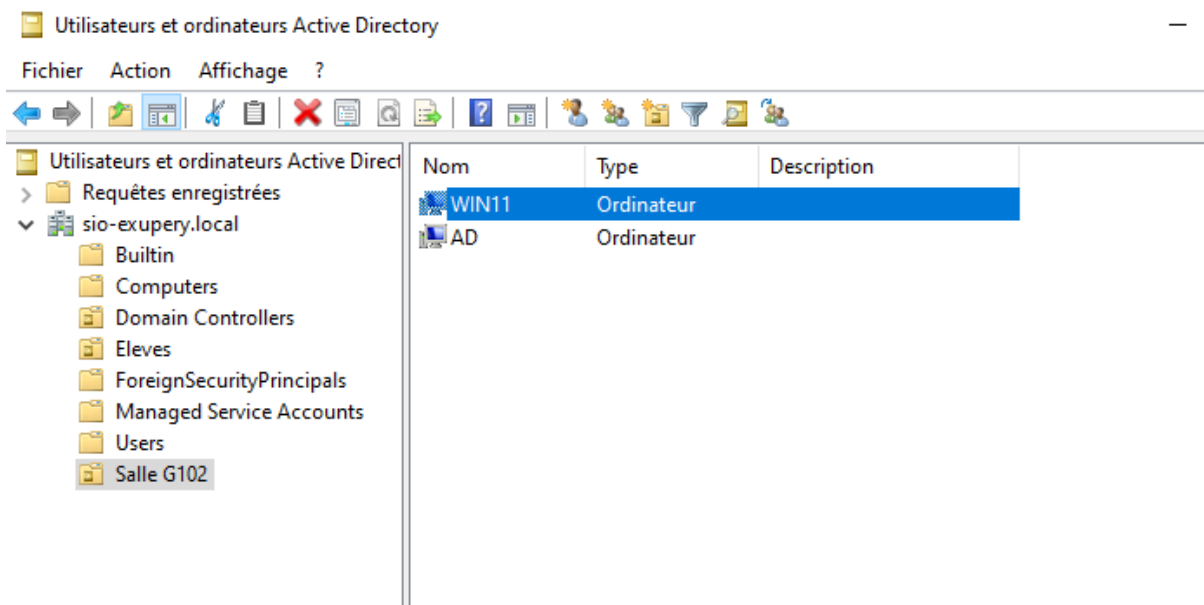 Utilisateurs et ordinateurs Active Directory
Fichier Action Affichage ?
Utilisateurs et ordinateurs Active Direct
Requêtes enregistrées
sio-exupery.local
Builtin
Computers
Domain Controllers
Eleves
ForeignSecurityPrincipals
Managed Service Accounts
Users
Salle G102
Nom Type Description
WIN11 Ordinateur
AD Ordinateur